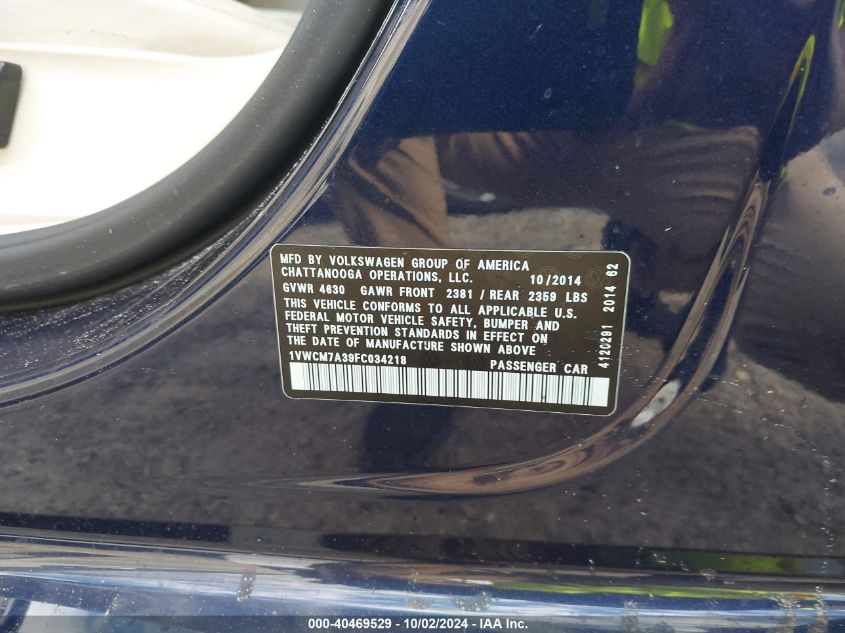 MFD BY VOLKSWAGEN GROUP OF AMERICA
CHATTANOOGA OPERATIONS, LLC. 10/2014
GVWR 4630 GAWR FRONT 2381 / REAR 2359 LBS
THIS VEHICLE CONFORMS TO ALL APPLICABLE U.S.
FEDERAL MOTOR VEHICLE SAFETY, BUMPER AND
THEFT PREVENTION STANDARDS IN EFFECT ON
THE DATE OF MANUFACTURE SHOWN ABOVE
1VWCM7A39FC034218 PASSENGER CAR
4120291 2014 62
000-40469529 - 10/02/2024 - IAA Inc.